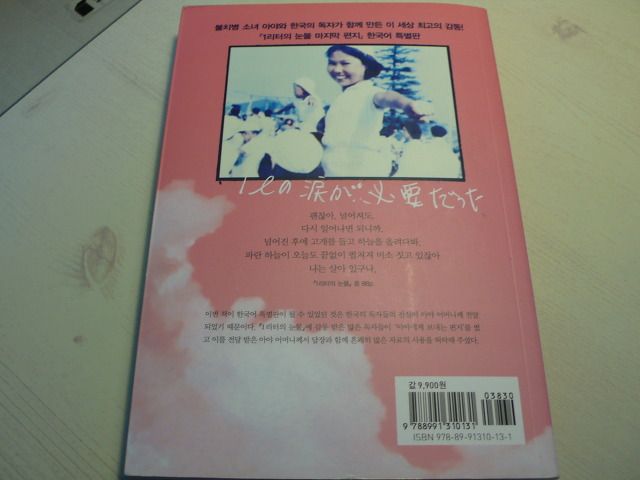 불치병 소녀 아야와 한국의 독자가 함께 만든 이 세상 최고의 감동!
『1리터의 눈물 마지막 편지』 한국어 특별판
1ℓの涙が必要だった
괜찮아, 넘어져도.
다시 일어나면 되니까.
넘어진 후에 고개를 들고 하늘을 올려다봐.
파란 하늘이 오늘도 끝없이 펼쳐져 미소 짓고 있잖아.
나는 살아 있구나.
『1리터의 눈물』 중 88p
이번 책이 한국어 특별판이 될 수 있었던 것은 한국의 독자들의 진심이 아야 어머니께 전달
되었기 때문이다. 『1리터의 눈물』에 감동 받은 많은 독자들이 '아야에게 보내는 편지'를 썼
고 이를 전달 받은 아야 어머니께서 답장과 함께 흔쾌히 많은 자료의 사용을 허락해 주셨다.
값 9,900원
03830
9 788991 310131
ISBN 978-89-91310-13-1